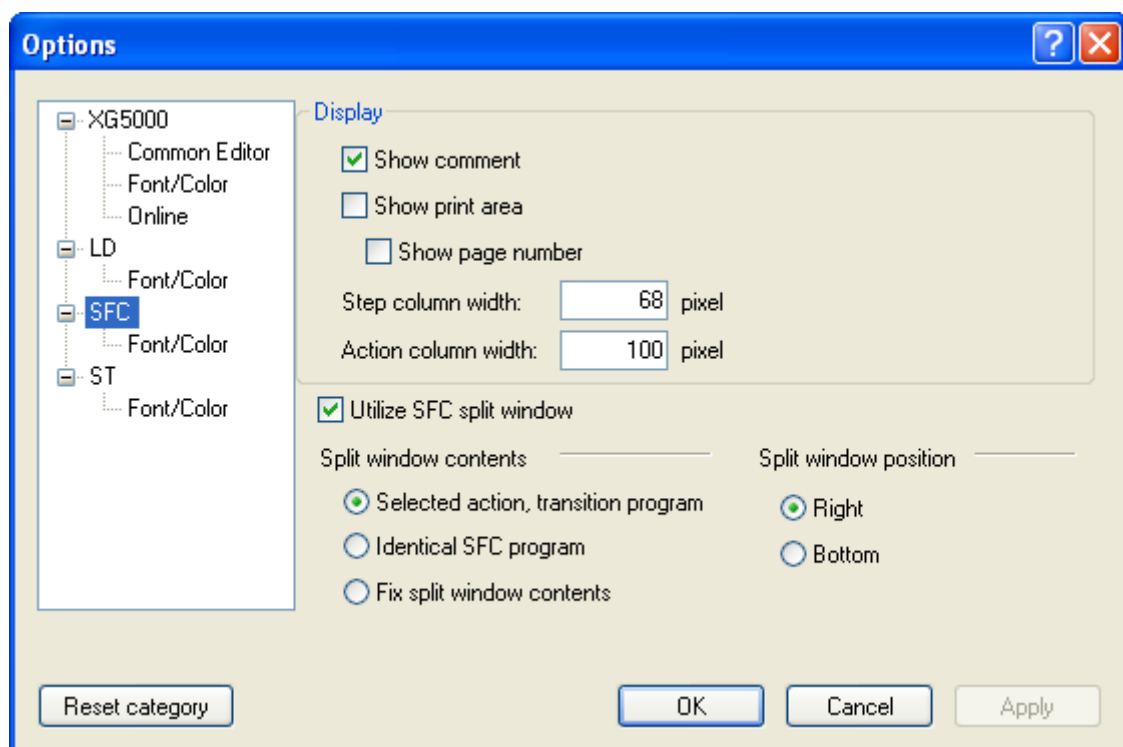 Options
XG5000
Common Editor
Font/Color
Online
LD
Font/Color
SFC
Font/Color
ST
Font/Color
Display
Show comment
Show print area
Show page number
Step column width: 68 pixel
Action column width: 100 pixel
Utilize SFC split window
Split window contents
Selected action, transition program
Identical SFC program
Fix split window contents
Split window position
Right
Bottom
Reset category
OK
Cancel
Apply